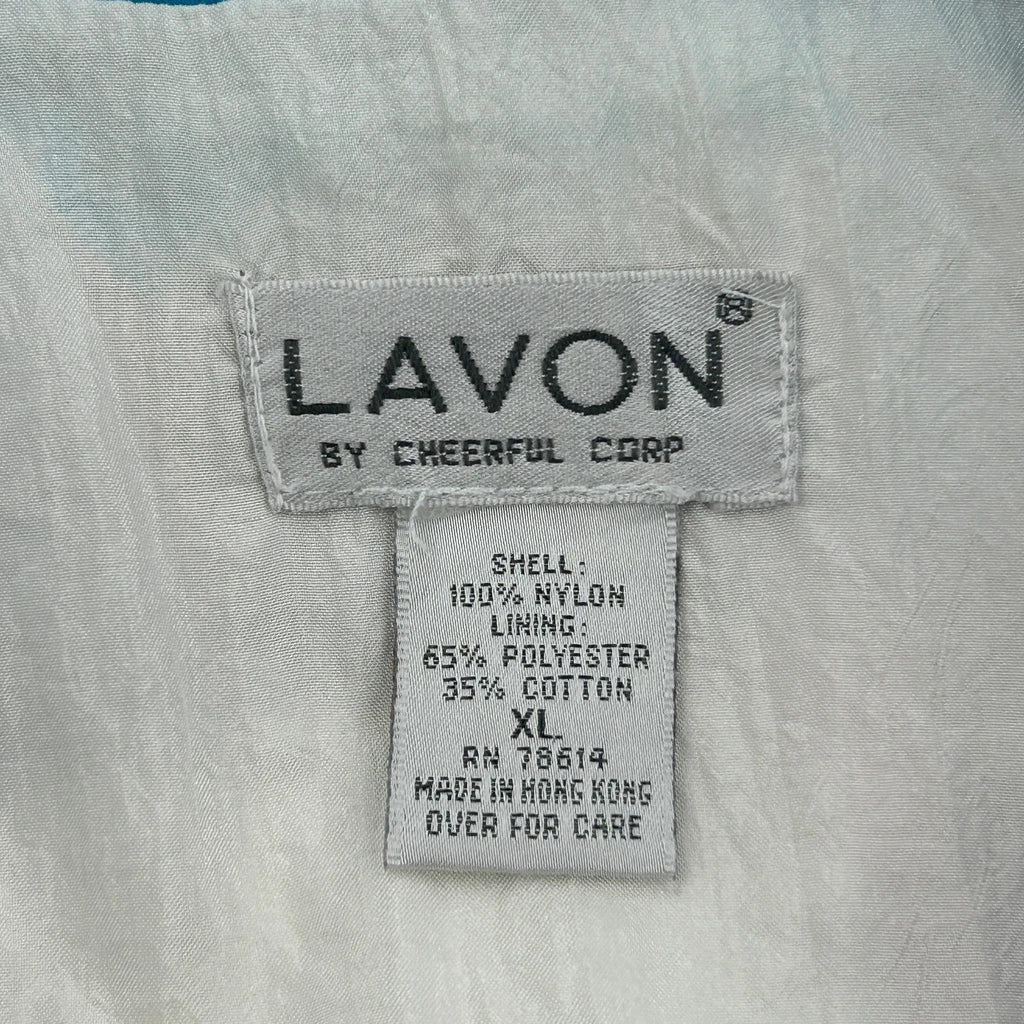 LAVON®
BY CHEERFUL CORP
SHELL:
100% NYLON
LINING:
65% POLYESTER
35% COTTON
XL
RN 78614
MADE IN HONG KONG
OVER FOR CARE